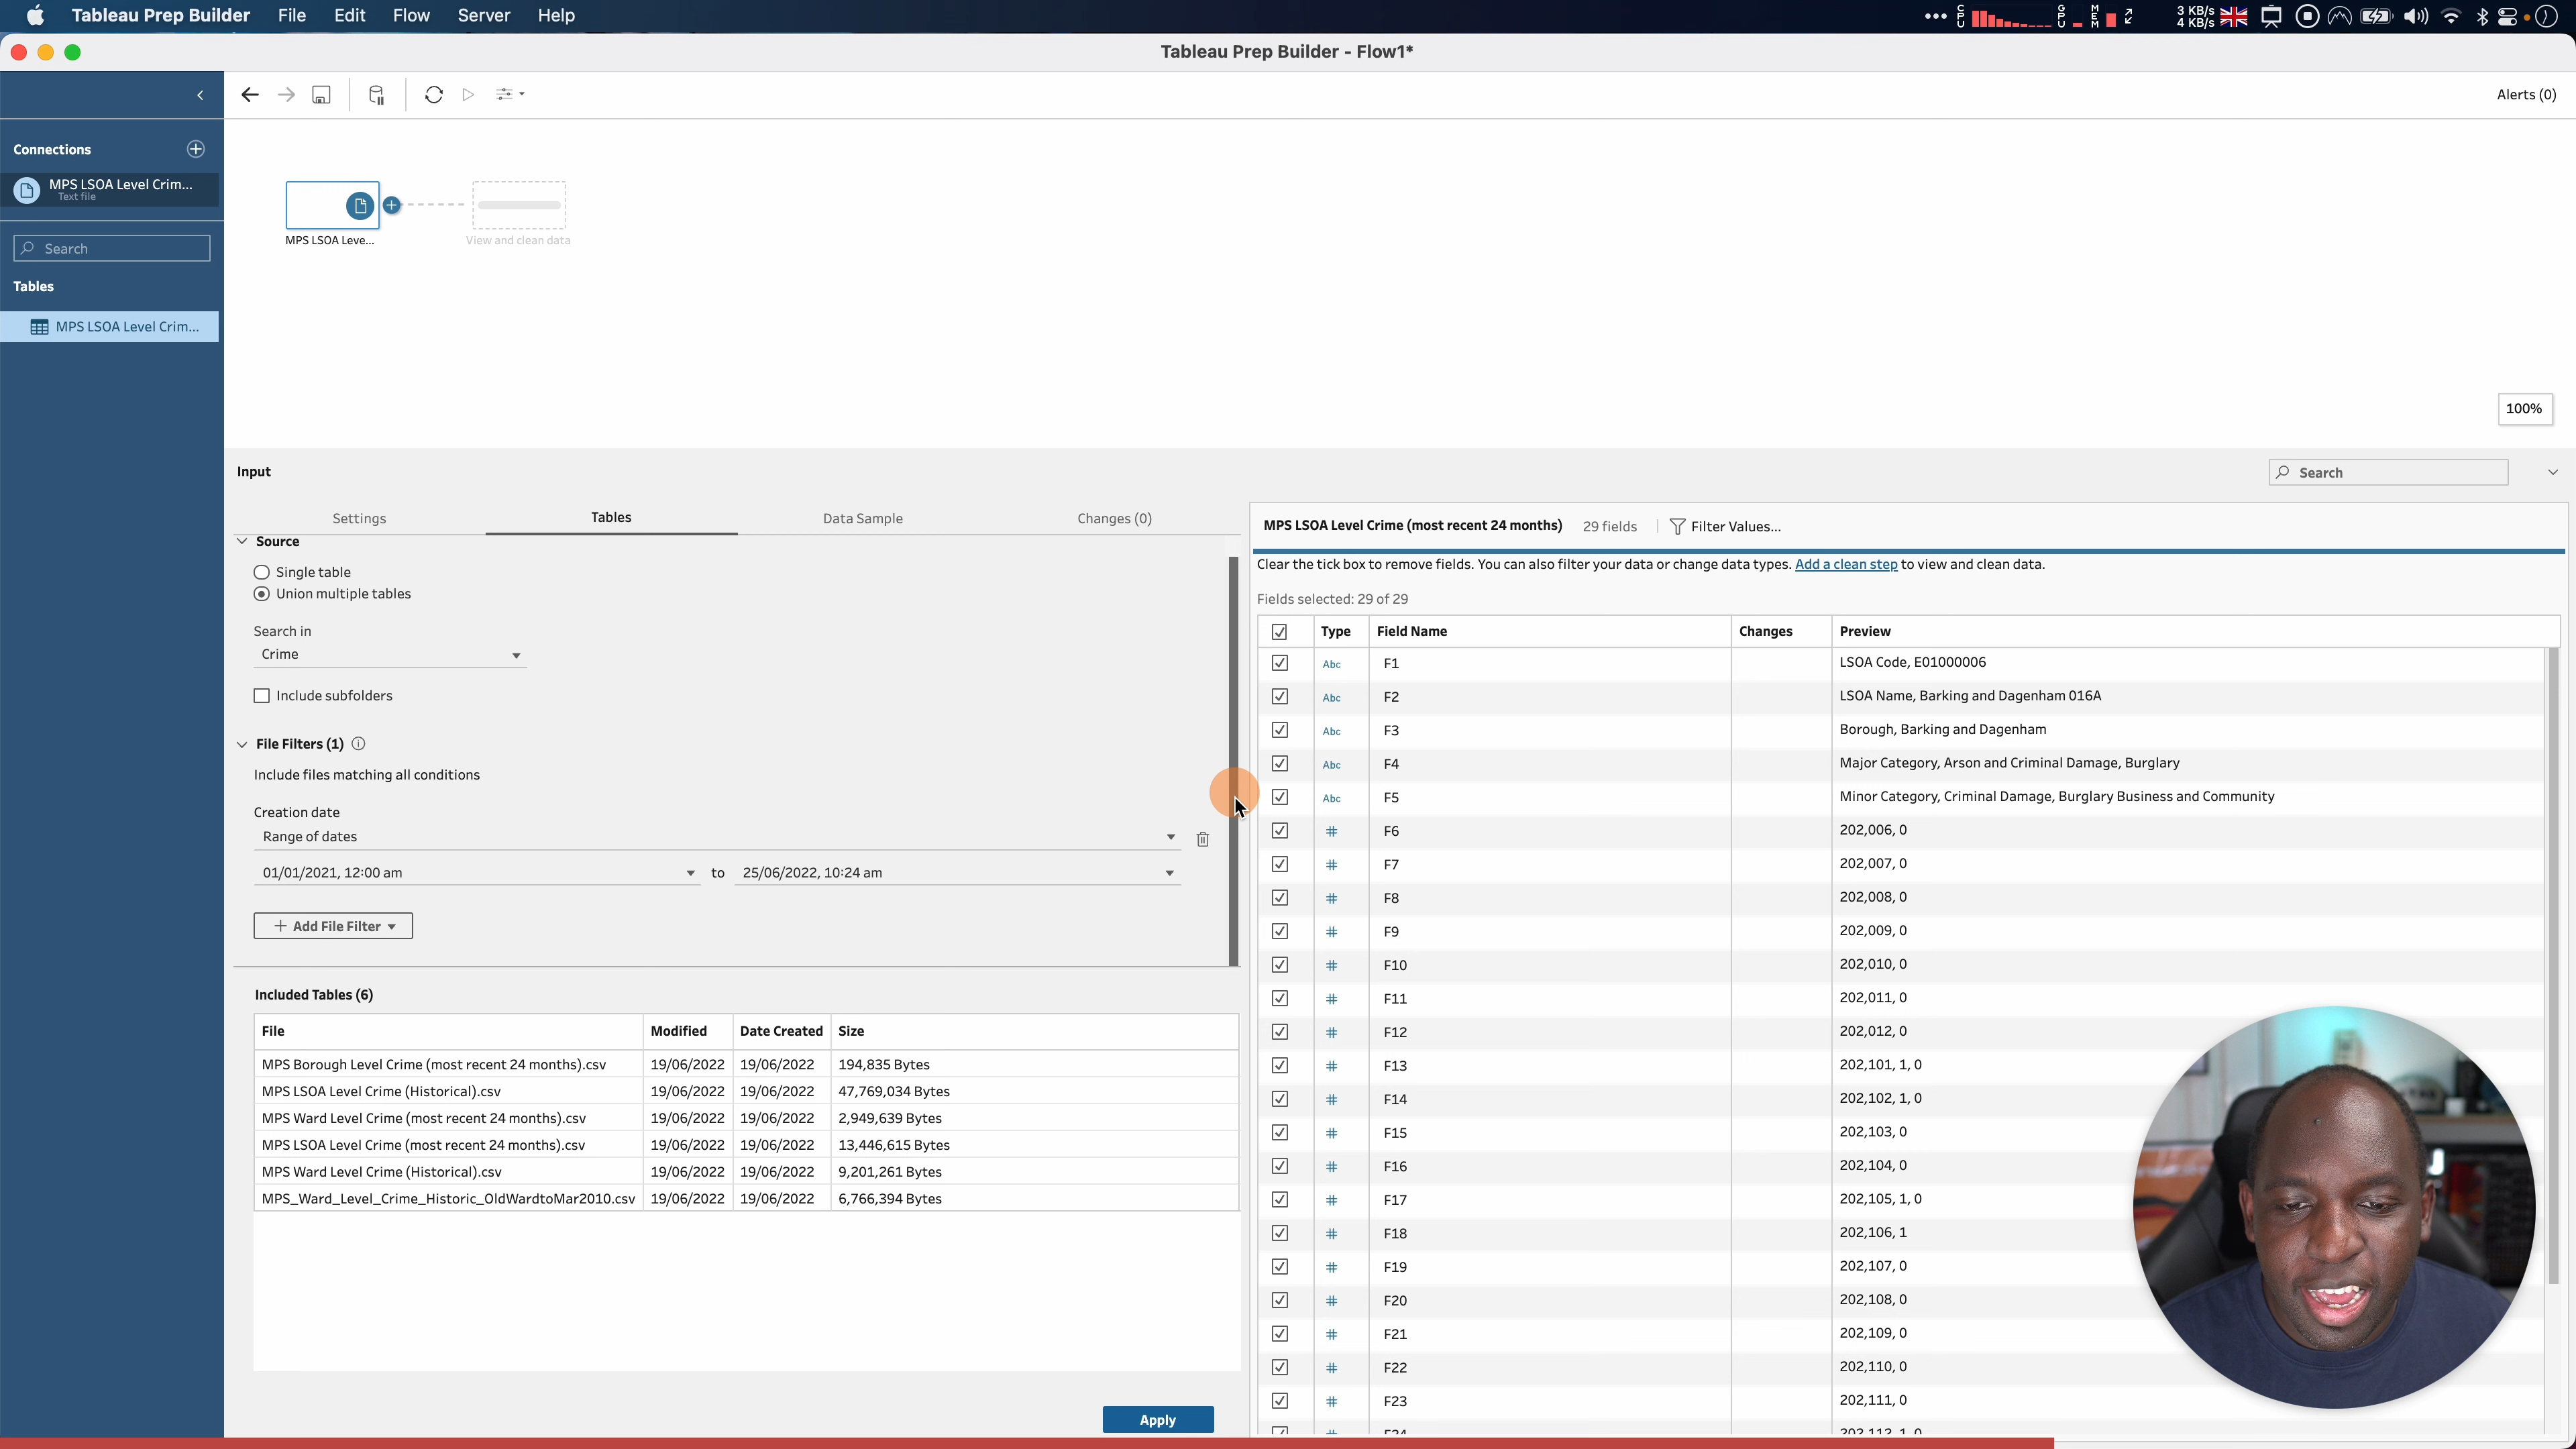 Tableau Prep Builder File Edit Flow Server Help
CPU GPU MEM 3 KB/s 4 KB/s
Tableau Prep Builder - Flow1*
Alerts (0)
Connections
MPS LSOA Level Crim...
Text file
Search
Tables
MPS LSOA Level Crim...
MPS LSOA Leve...
View and clean data
100%
Input
Search
Settings Tables Data Sample Changes (0)
Source
Single table
Union multiple tables
Search in
Crime
Include subfolders
File Filters (1)
Include files matching all conditions
Creation date
Range of dates
01/01/2021, 12:00 am to 25/06/2022, 10:24 am
Add File Filter
Included Tables (6)
File Modified Date Created Size
MPS Borough Level Crime (most recent 24 months).csv 19/06/2022 19/06/2022 194,835 Bytes
MPS LSOA Level Crime (Historical).csv 19/06/2022 19/06/2022 47,769,034 Bytes
MPS Ward Level Crime (most recent 24 months).csv 19/06/2022 19/06/2022 2,949,639 Bytes
MPS LSOA Level Crime (most recent 24 months).csv 19/06/2022 19/06/2022 13,446,615 Bytes
MPS Ward Level Crime (Historical).csv 19/06/2022 19/06/2022 9,201,261 Bytes
MPS_Ward_Level_Crime_Historic_OldWardtoMar2010.csv 19/06/2022 19/06/2022 6,766,394 Bytes
Apply
MPS LSOA Level Crime (most recent 24 months) 29 fields Filter Values...
Clear the tick box to remove fields. You can also filter your data or change data types. Add a clean step to view and clean data.
Fields selected: 29 of 29
Type Field Name Changes Preview
Abc F1 LSOA Code, E01000006
Abc F2 LSOA Name, Barking and Dagenham 016A
Abc F3 Borough, Barking and Dagenham
Abc F4 Major Category, Arson and Criminal Damage, Burglary
Abc F5 Minor Category, Criminal Damage, Burglary Business and Community
# F6 202,006, 0
# F7 202,007, 0
# F8 202,008, 0
# F9 202,009, 0
# F10 202,010, 0
# F11 202,011, 0
# F12 202,012, 0
# F13 202,101, 1, 0
# F14 202,102, 1, 0
# F15 202,103, 0
# F16 202,104, 0
# F17 202,105, 1, 0
# F18 202,106, 1
# F19 202,107, 0
# F20 202,108, 0
# F21 202,109, 0
# F22 202,110, 0
# F23 202,111, 0
# F24 202,112, 1, 0